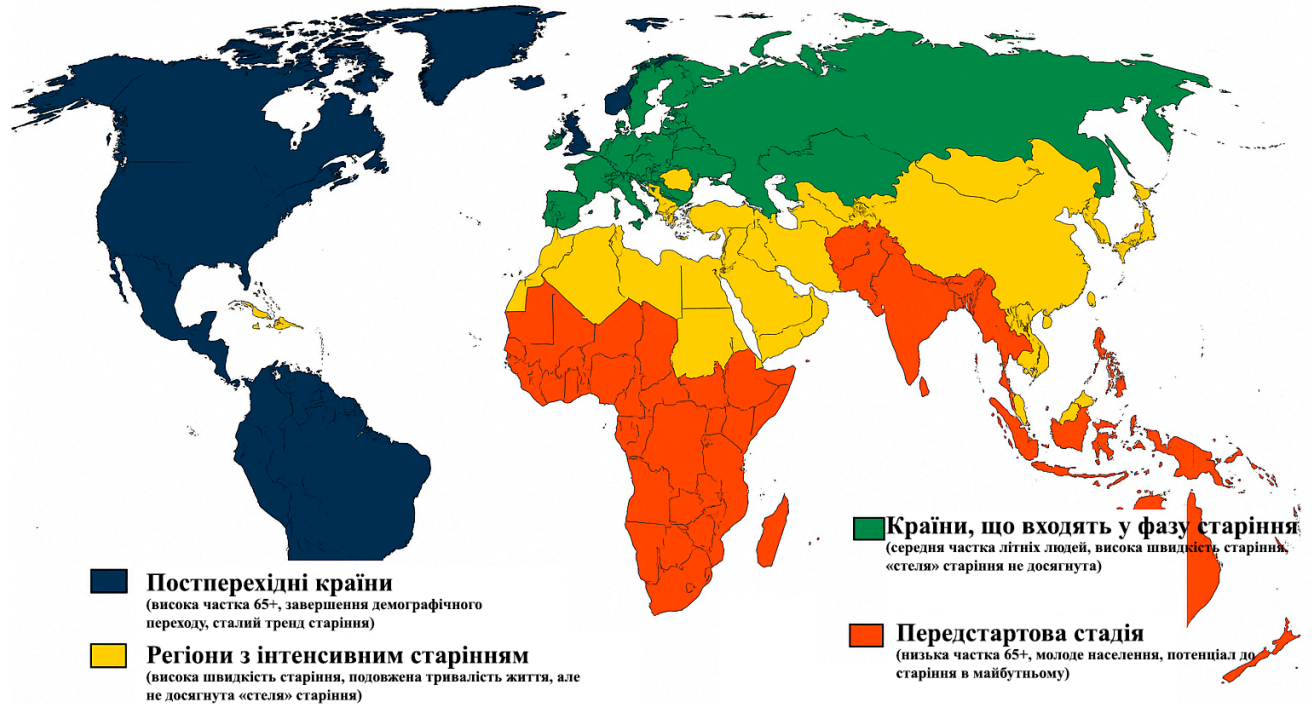 Постперехідні країни
(висока частка 65+, завершення демографічного
переходу, сталий тренд старіння)
Регіони з інтенсивним старінням
(висока швидкість старіння, подовжена тривалість життя, але
не досягнута «стеля» старіння)
Країни, що входять у фазу старіння
(середня частка літніх людей, висока швидкість старіння,
«стеля» старіння не досягнута)
Передстартова стадія
(низька частка 65+, молоде населення, потенціал до
старіння в майбутньому)